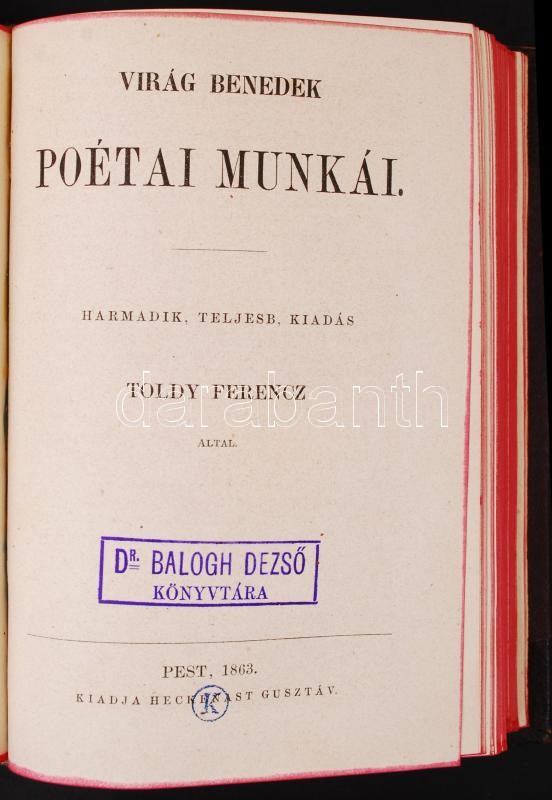 VIRÁG BENEDEK
POÉTAI MUNKÁI.
HARMADIK, TELJESB, KIADÁS
TOLDY FERENCZ
darabanth
ALTAL.
DR. BALOGH DEZSŐ
KÖNYVTÁRA
PEST, 1863.
KIADJA HECKENAST GUSZTÁV.
K